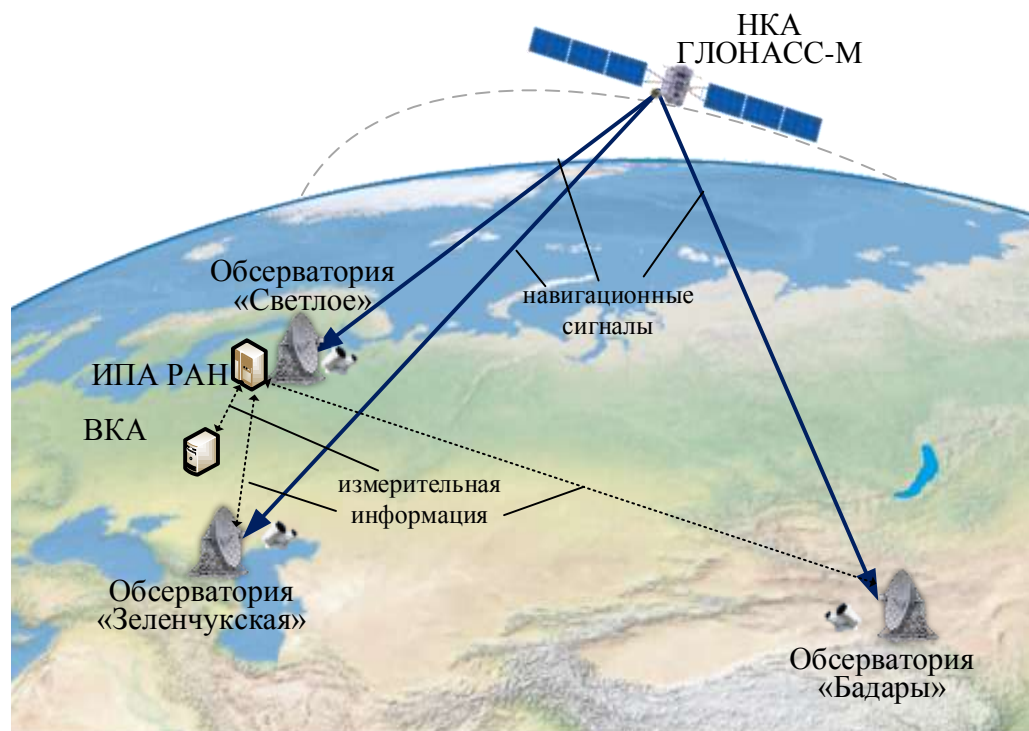 НКА
ГЛОНАСС-М
Обсерватория
«Светлое»
навигационные
сигналы
ИПА РАН
ВКА
измерительная
информация
Обсерватория
«Зеленчукская»
Обсерватория
«Бадары»